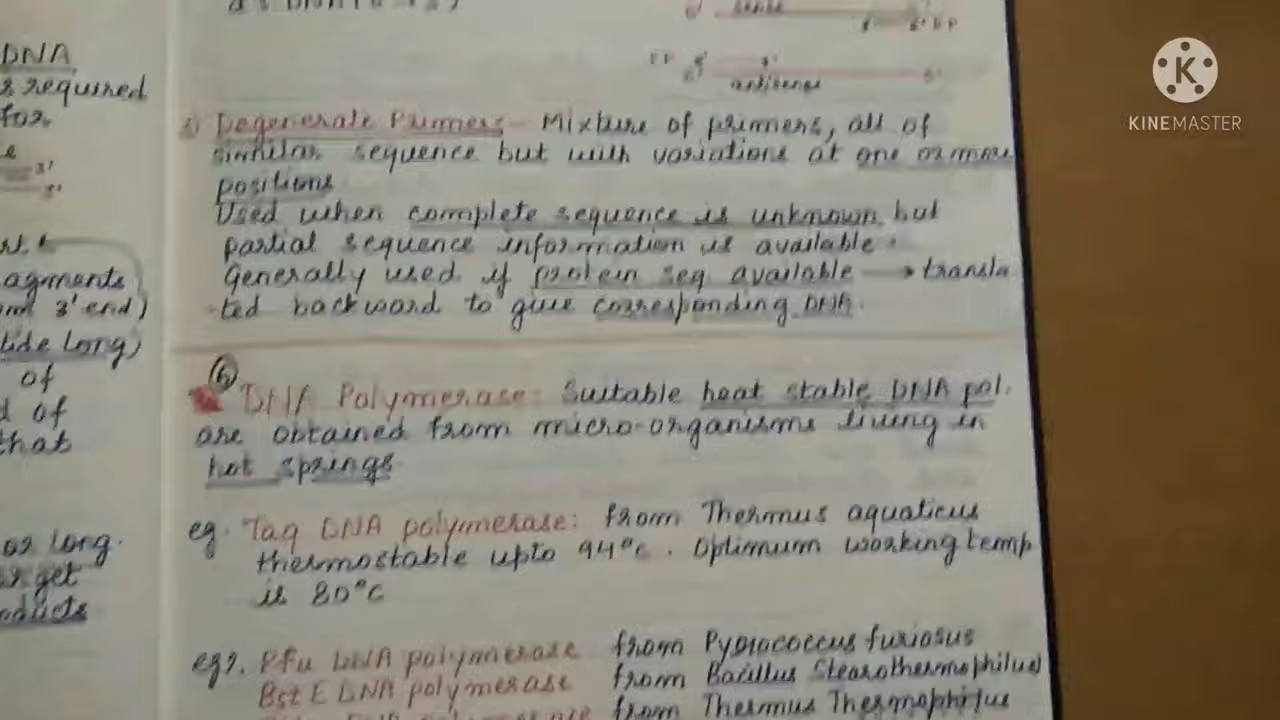 DNA
required
for
3'
agments
3' end)
tide long)
of
d of
that
or long.
get
oducts
sense
antisense
Degenerate Primers - Mixture of primers, all of
similar sequence but with variations at one or more
positions
Used when complete sequence is unknown but
partial sequence information is available.
Generally used if protein seq available → transla
-ted backward to give corresponding DNA.
6
DNA Polymerase: Suitable heat stable DNA pol.
are obtained from micro-organisms living in
hot springs
eg. Taq DNA polymerase: from Thermus aquaticus
thermostable upto 94°C. Optimum working temp
is 80°C
eg2. Pfu DNA polymerase from Pyrococcus furiosus
Bst E DNA polymerase from Bacillus Stearothermophilus
from Thermus Thermophilus
K
KINEMASTER